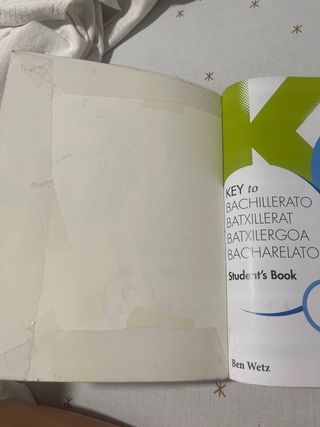 KEY to
BACHILLERATO
BATXILLERAT
BATXILERGOA
BACHARELATO
Student's Book
Ben Wetz